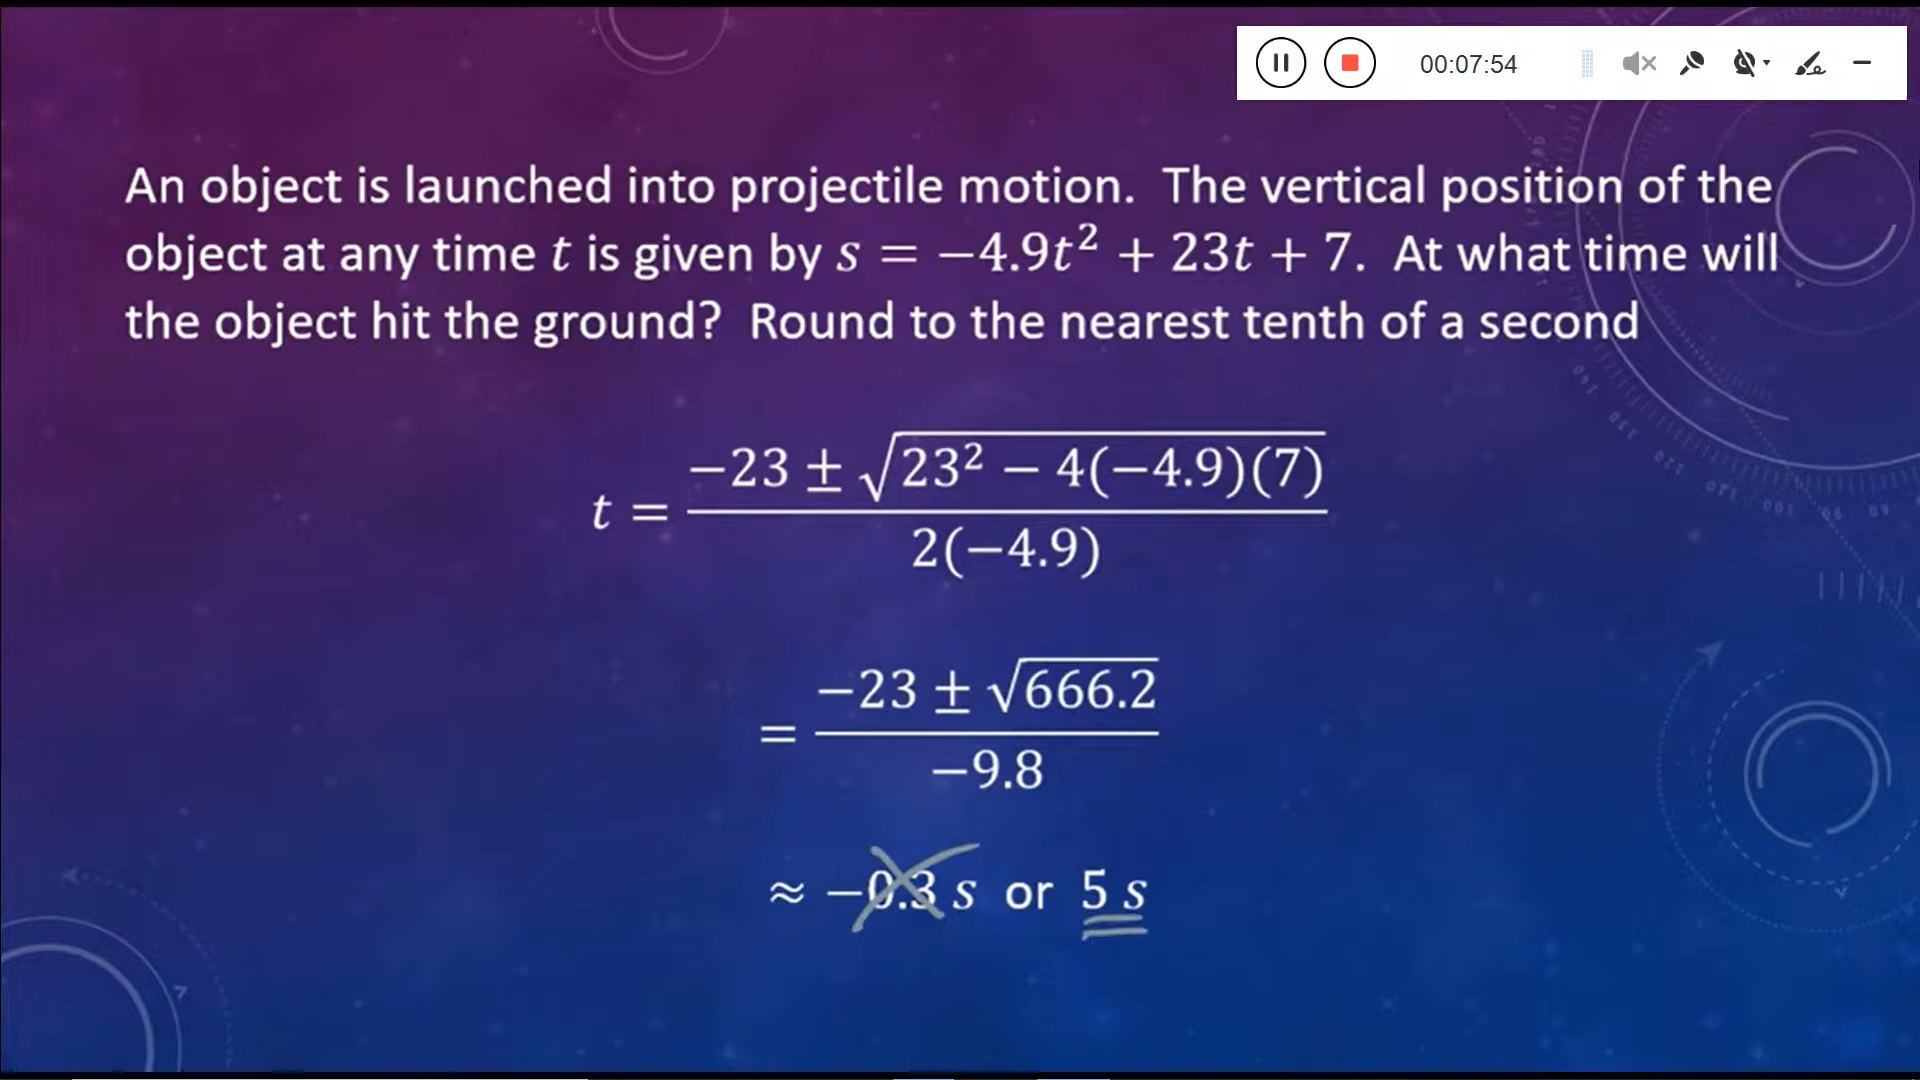 00:07:54
An object is launched into projectile motion. The vertical position of the
object at any time t is given by s = −4.9t² + 23t + 7. At what time will
the object hit the ground? Round to the nearest tenth of a second
t = (−23 ± √(23² − 4(−4.9)(7))) / (2(−4.9))
= (−23 ± √666.2) / (−9.8)
≈ −0.3 s or 5 s